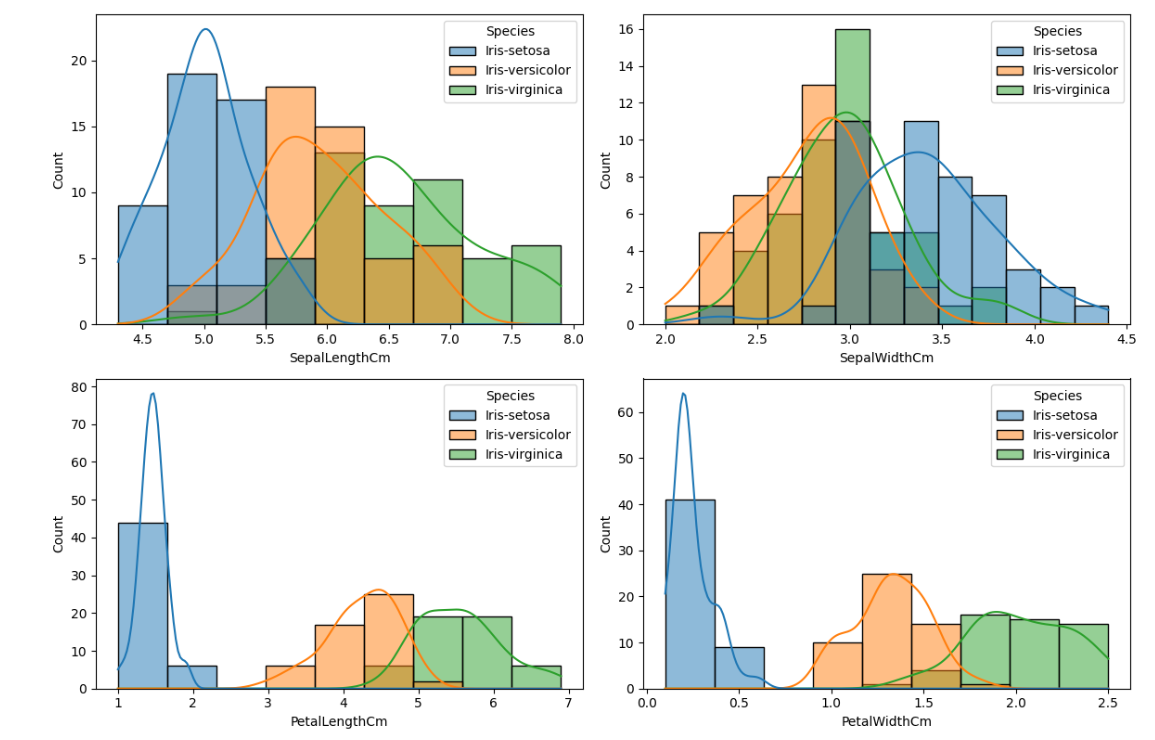 Species
Iris-setosa
Iris-versicolor
Iris-virginica
20
15
10
5
0
Count
4.5 5.0 5.5 6.0 6.5 7.0 7.5 8.0
SepalLengthCm
Species
Iris-setosa
Iris-versicolor
Iris-virginica
16
14
12
10
8
6
4
2
0
Count
2.0 2.5 3.0 3.5 4.0 4.5
SepalWidthCm
Species
Iris-setosa
Iris-versicolor
Iris-virginica
80
70
60
50
40
30
20
10
0
Count
1 2 3 4 5 6 7
PetalLengthCm
Species
Iris-setosa
Iris-versicolor
Iris-virginica
60
50
40
30
20
10
0
Count
0.0 0.5 1.0 1.5 2.0 2.5
PetalWidthCm